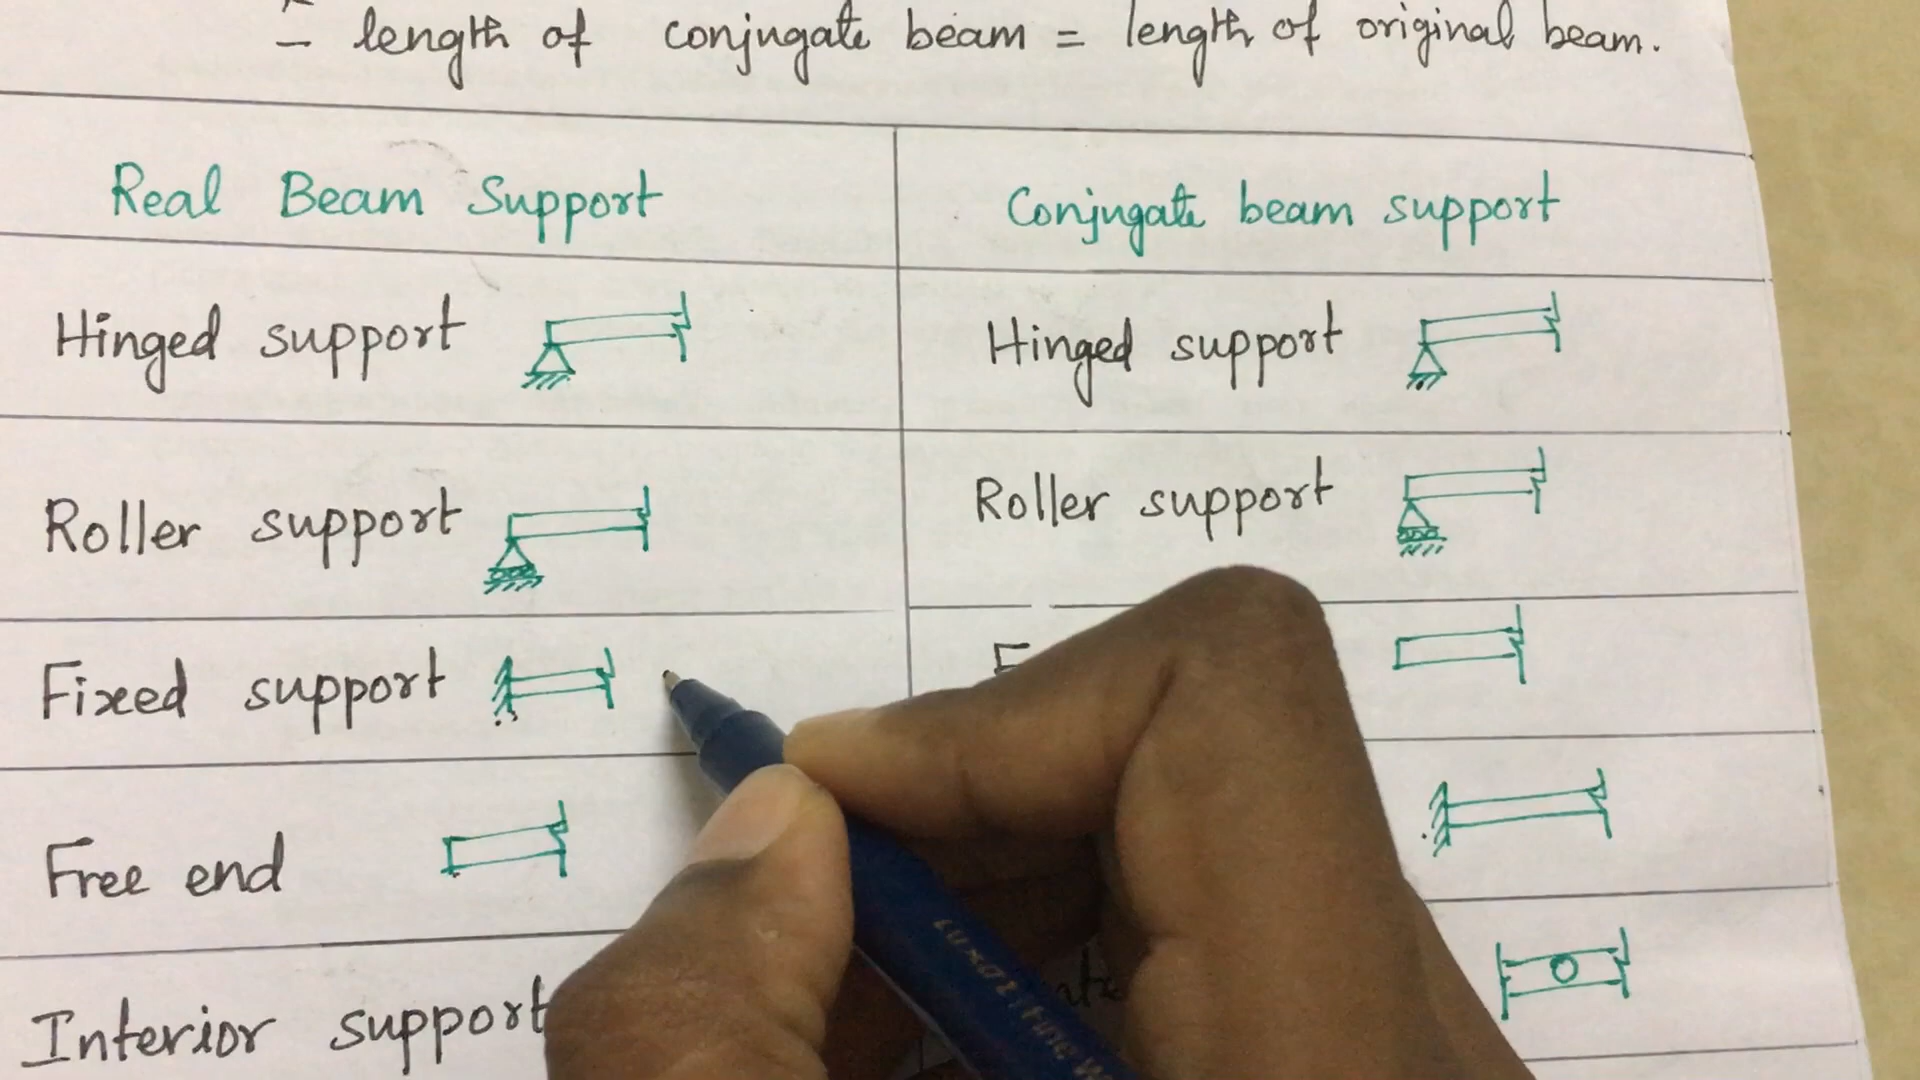 – length of conjugate beam = length of original beam.
Real Beam Support
Conjugate beam support
Hinged support
Hinged support
Roller support
Roller support
Fixed support
Free end
Interior support